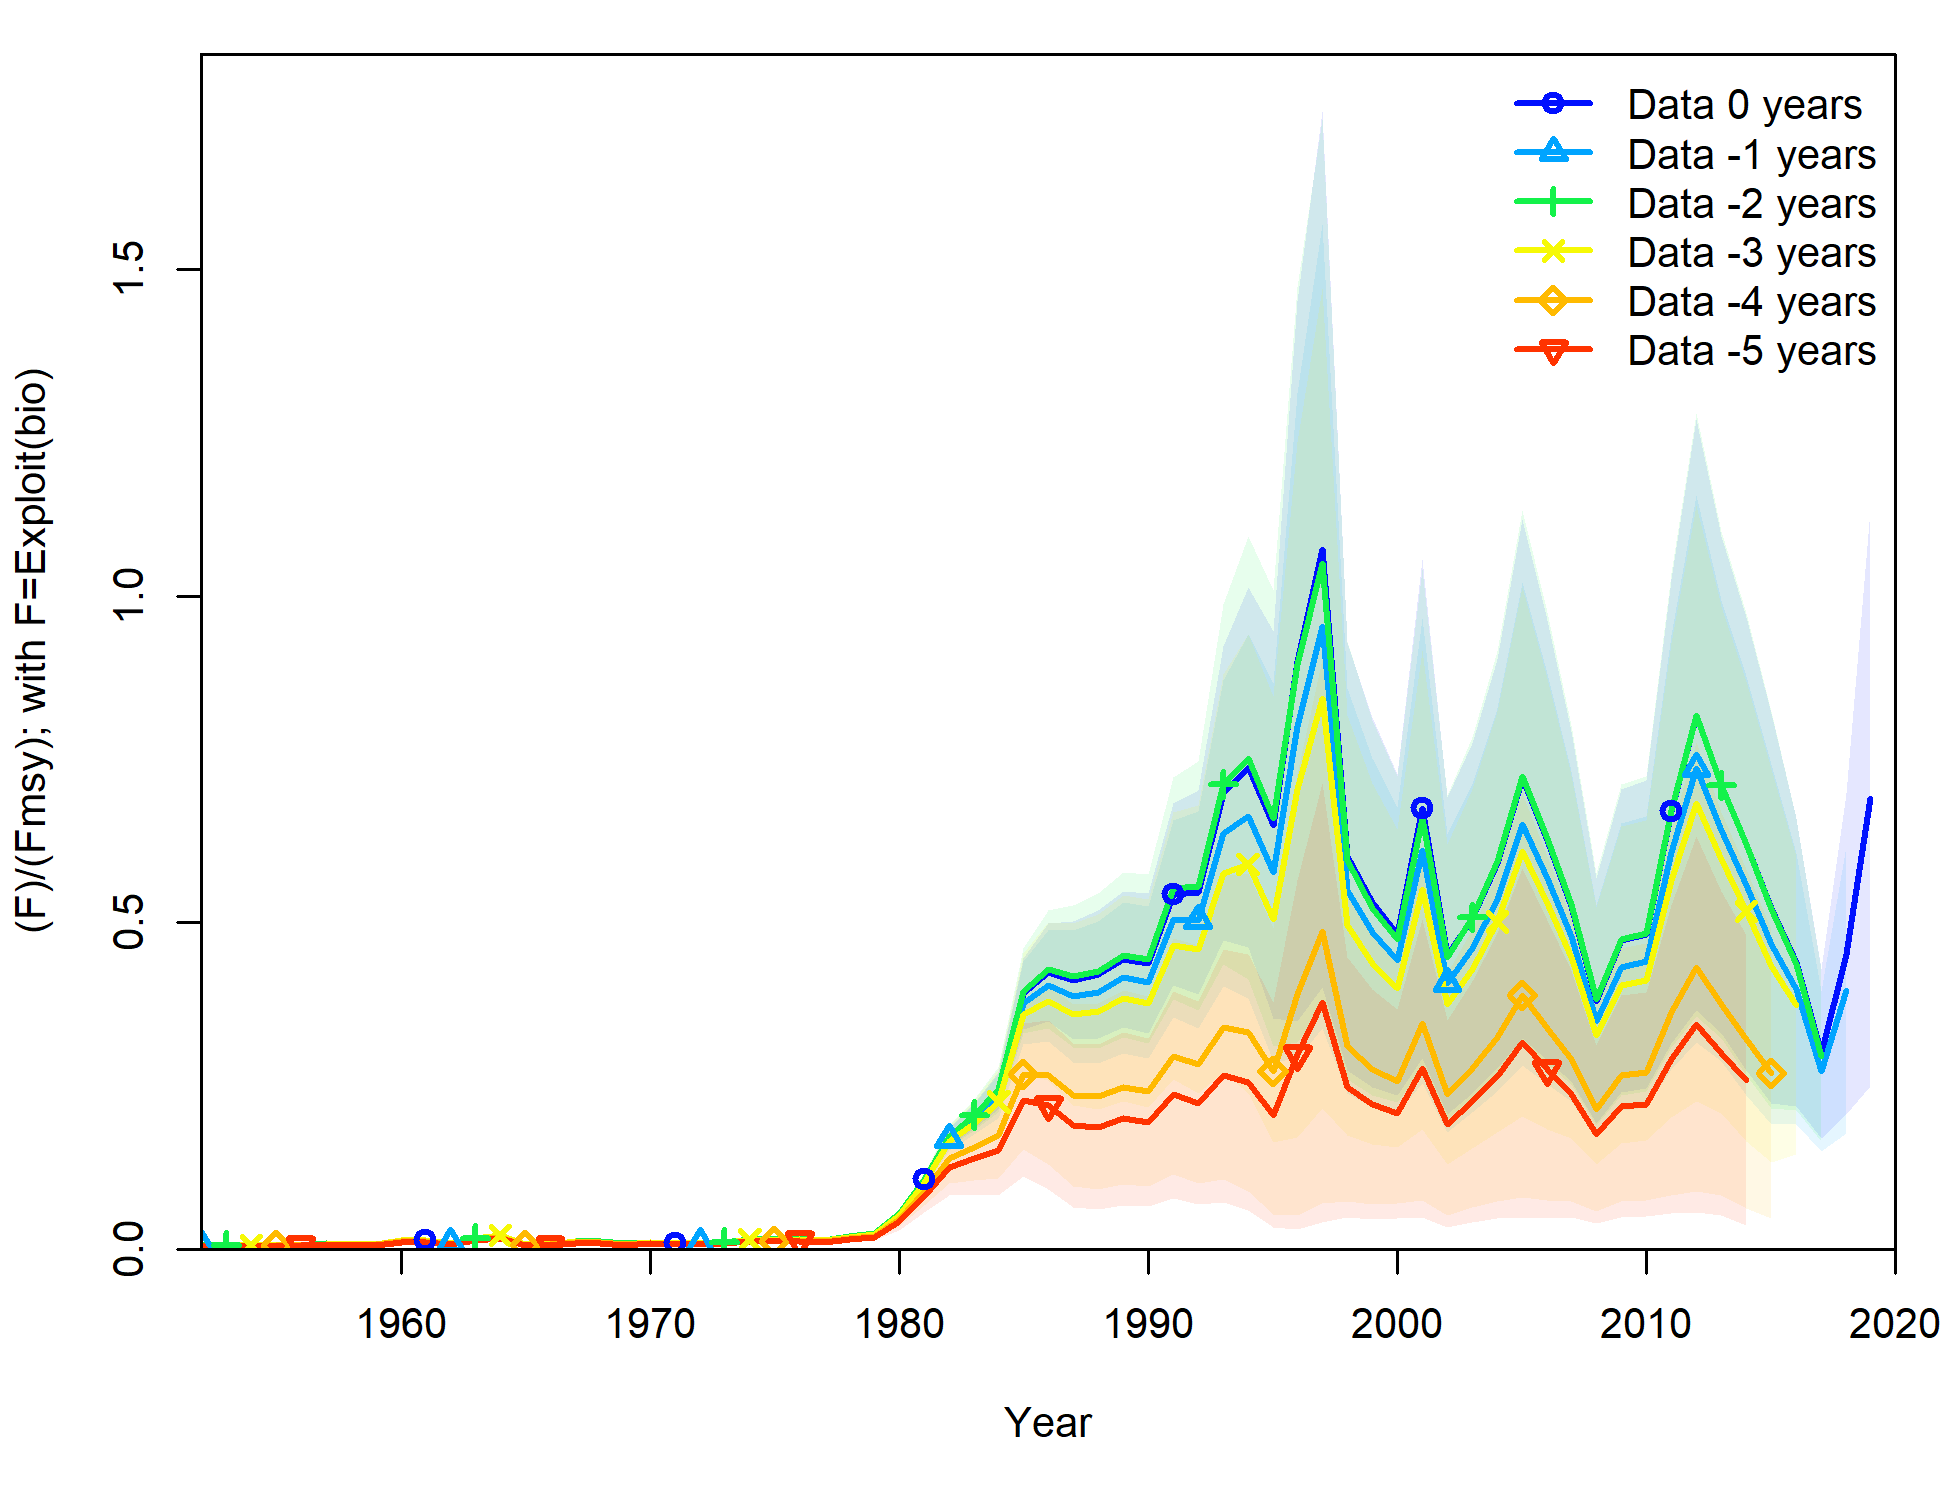 Data 0 years
Data -1 years
Data -2 years
Data -3 years
Data -4 years
Data -5 years
(F)/(Fmsy); with F=Exploit(bio)
1.5
1.0
0.5
0.0
1960 1970 1980 1990 2000 2010 2020
Year